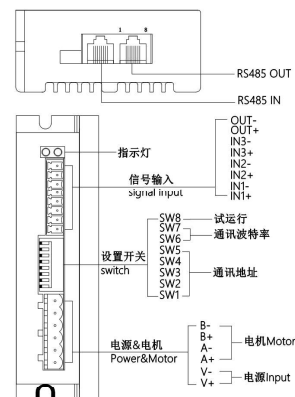 1 8
RS485 OUT
RS485 IN
指示灯
信号输入
signal input
OUT-
OUT+
IN3-
IN3+
IN2-
IN2+
IN1-
IN1+
设置开关
switch
SW8
SW7
SW6
SW5
SW4
SW3
SW2
SW1
试运行
通讯波特率
通讯地址
电源&电机
Power&Motor
B-
B+
A-
A+
V-
V+
电机Motor
电源Input